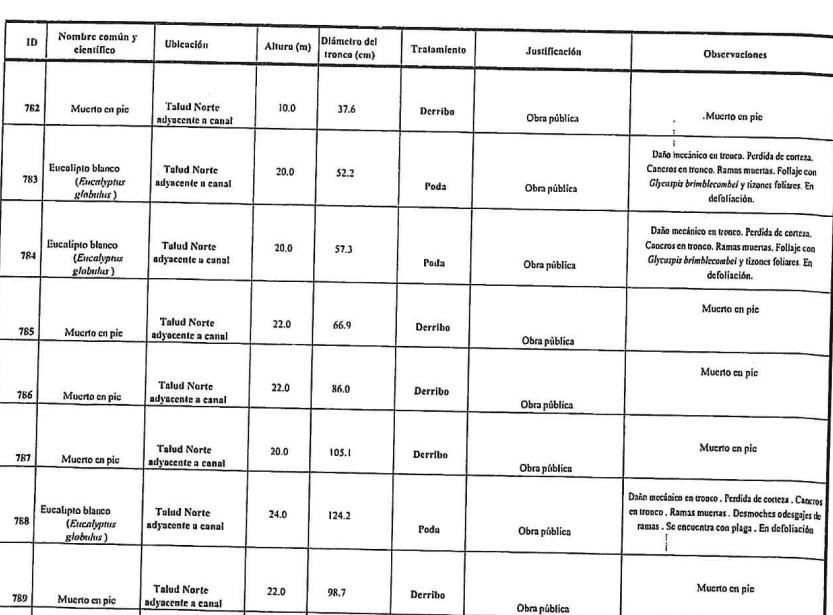 ID | Nombre común y científico | Ubicación | Altura (m) | Diámetro del tronco (cm) | Tratamiento | Justificación | Observaciones
782 | Muerto en pie | Talud Norte adyacente a canal | 10.0 | 37.6 | Derribo | Obra pública | .Muerto en pie
783 | Eucalipto blanco (Eucalyptus globulus) | Talud Norte adyacente a canal | 20.0 | 52.2 | Poda | Obra pública | Daño mecánico en tronco. Perdida de corteza. Cancros en tronco. Ramas muertas. Follaje con Glycaspis brimblecombei y tizones foliares. En defoliación.
784 | Eucalipto blanco (Eucalyptus globulus) | Talud Norte adyacente a canal | 20.0 | 57.3 | Poda | Obra pública | Daño mecánico en tronco. Perdida de corteza. Cancros en tronco. Ramas muertas. Follaje con Glycaspis brimblecombei y tizones foliares. En defoliación.
785 | Muerto en pie | Talud Norte adyacente a canal | 22.0 | 66.9 | Derribo | Obra pública | Muerto en pie
786 | Muerto en pie | Talud Norte adyacente a canal | 22.0 | 86.0 | Derribo | Obra pública | Muerto en pie
787 | Muerto en pie | Talud Norte adyacente a canal | 20.0 | 105.1 | Derribo | Obra pública | Muerto en pie
788 | Eucalipto blanco (Eucalyptus globulus) | Talud Norte adyacente a canal | 24.0 | 124.2 | Poda | Obra pública | Daño mecánico en tronco . Perdida de corteza . Cancros en tronco . Ramas muertas . Desmoches odesgajes de ramas . Se encuentra con plaga . En defoliación
789 | Muerto en pie | Talud Norte adyacente a canal | 22.0 | 98.7 | Derribo | Obra pública | Muerto en pie